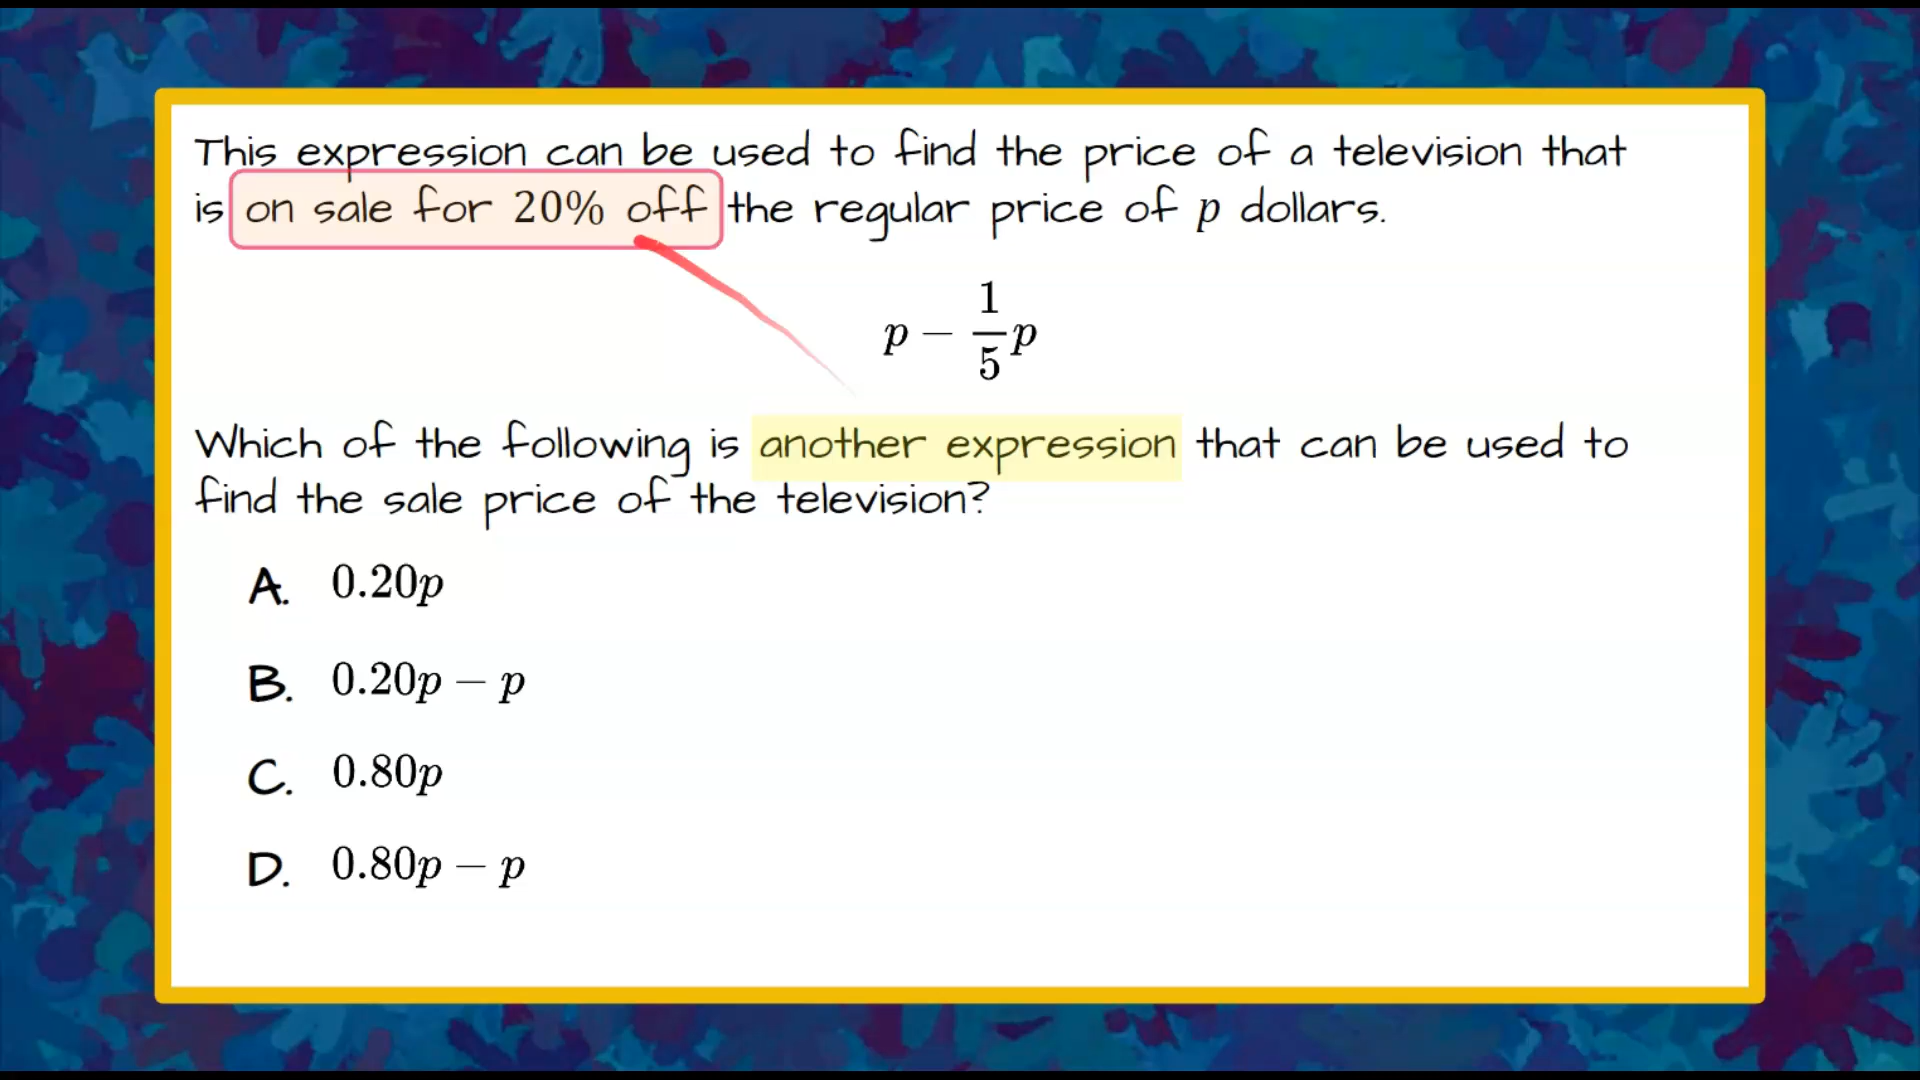 This expression can be used to find the price of a television that
is on sale for 20% off the regular price of p dollars.
p − 1/5 p
Which of the following is another expression that can be used to
find the sale price of the television?
A. 0.20p
B. 0.20p − p
C. 0.80p
D. 0.80p − p